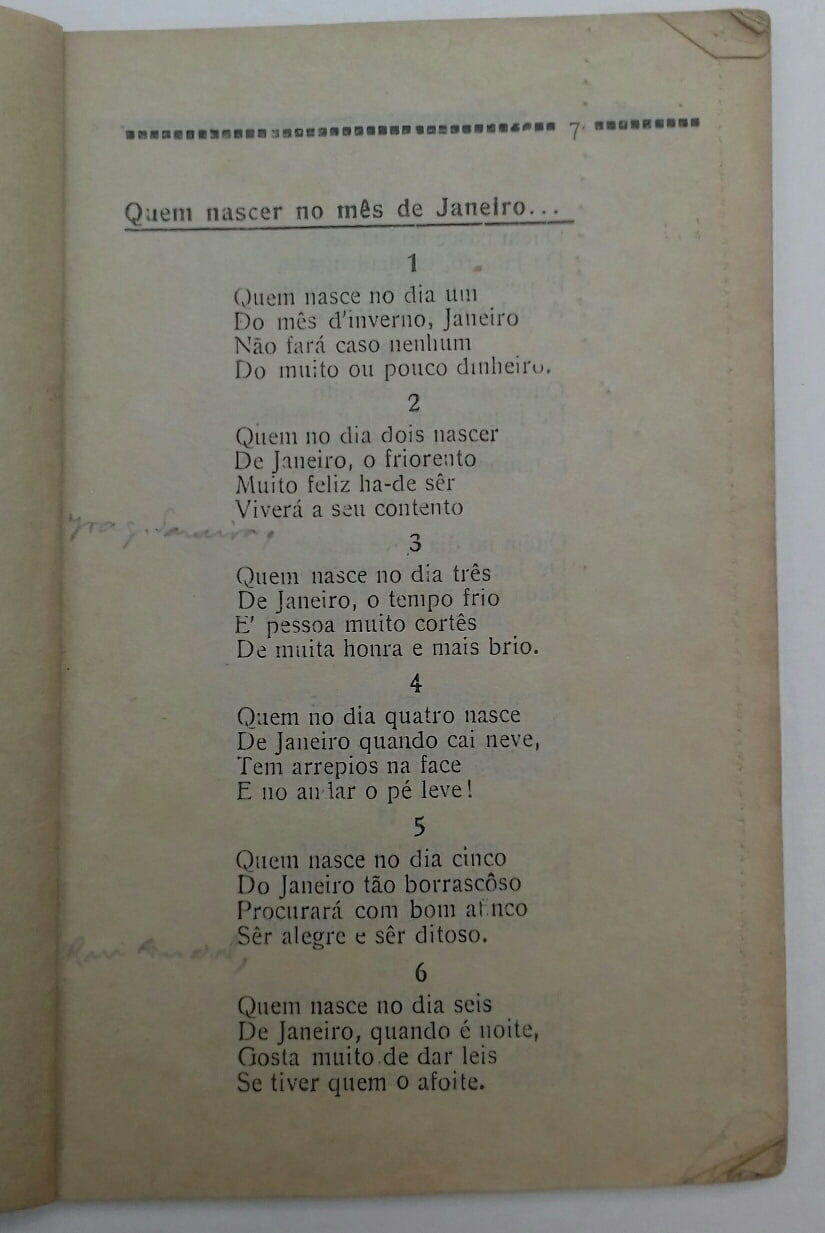 7
Quem nascer no mês de Janeiro...
1
Quem nasce no dia um
Do mês d'inverno, Janeiro
Não fará caso nenhum
Do muito ou pouco dinheiro.
2
Quem no dia dois nascer
De Janeiro, o friorento
Muito feliz ha-de sêr
Viverá a seu contento
3
Quem nasce no dia três
De Janeiro, o tempo frio
E' pessoa muito cortês
De muita honra e mais brio.
4
Quem no dia quatro nasce
De Janeiro quando cai neve,
Tem arrepios na face
E no andar o pé leve!
5
Quem nasce no dia cinco
Do Janeiro tão borrascôso
Procurará com bom afinco
Sêr alegre e sêr ditoso.
6
Quem nasce no dia seis
De Janeiro, quando é noite,
Gosta muito de dar leis
Se tiver quem o afoite.